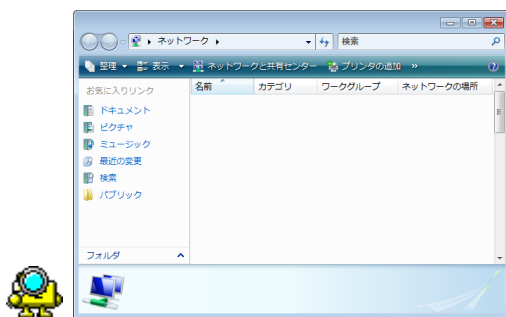 ネットワーク
検索
整理 表示 ネットワークと共有センター プリンタの追加 »
お気に入りリンク
名前 カテゴリ ワークグループ ネットワークの場所
ドキュメント
ピクチャ
ミュージック
最近の変更
検索
パブリック
フォルダ